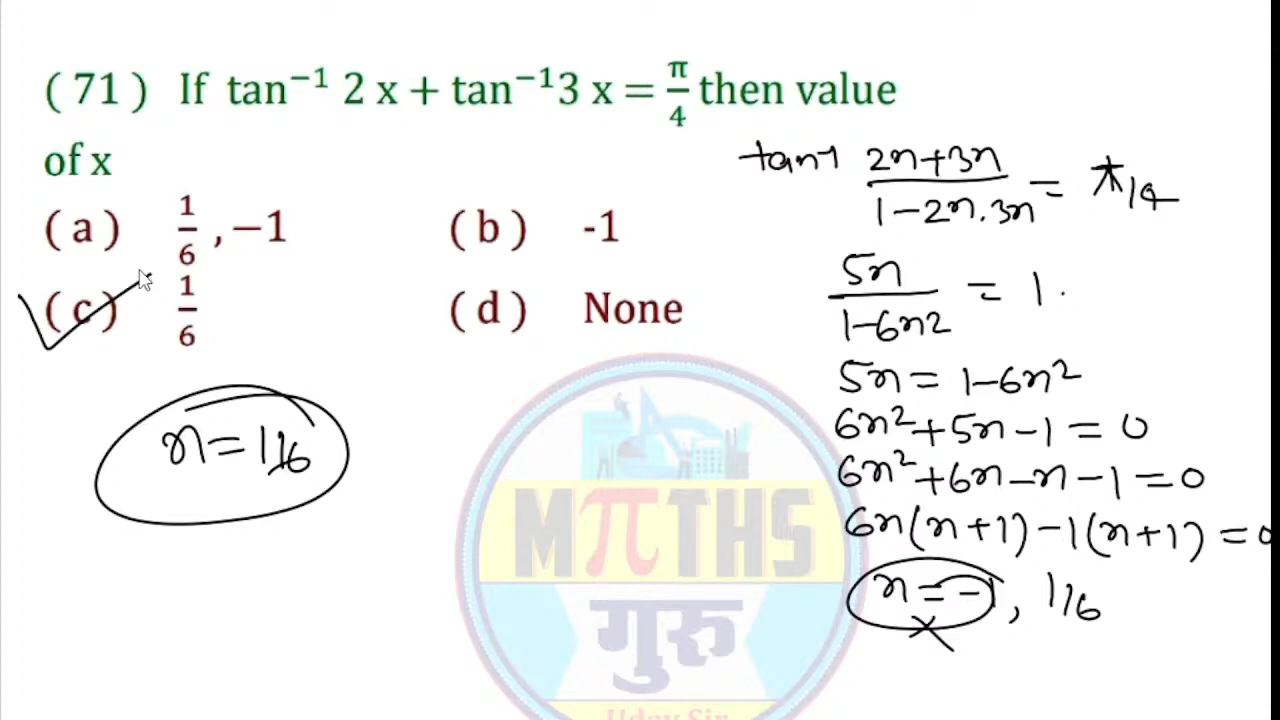 ( 71 ) If tan⁻¹ 2 x + tan⁻¹3 x = π/4 then value
of x
( a ) 1/6 , −1 ( b ) -1
( c ) 1/6 ( d ) None
tan-1 2x+3x / 1-2x.3x = π/4
5x / 1-6x2 = 1.
5x = 1-6x²
6x²+5x-1=0
6x²+6x-x-1=0
6x(x+1)-1(x+1)=0
x=-1, 1/6
x=1/6
MπTHS
गुरु
Uday Sir